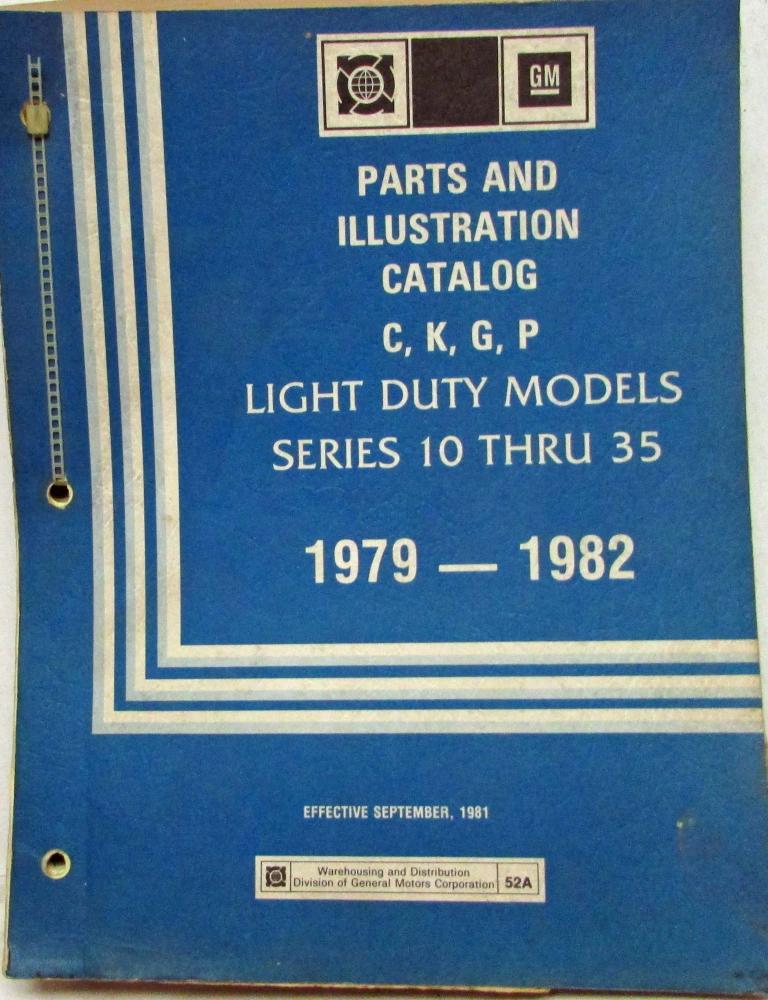 GM
PARTS AND
ILLUSTRATION
CATALOG
C, K, G, P
LIGHT DUTY MODELS
SERIES 10 THRU 35
1979 — 1982
EFFECTIVE SEPTEMBER, 1981
Warehousing and Distribution
Division of General Motors Corporation 52A